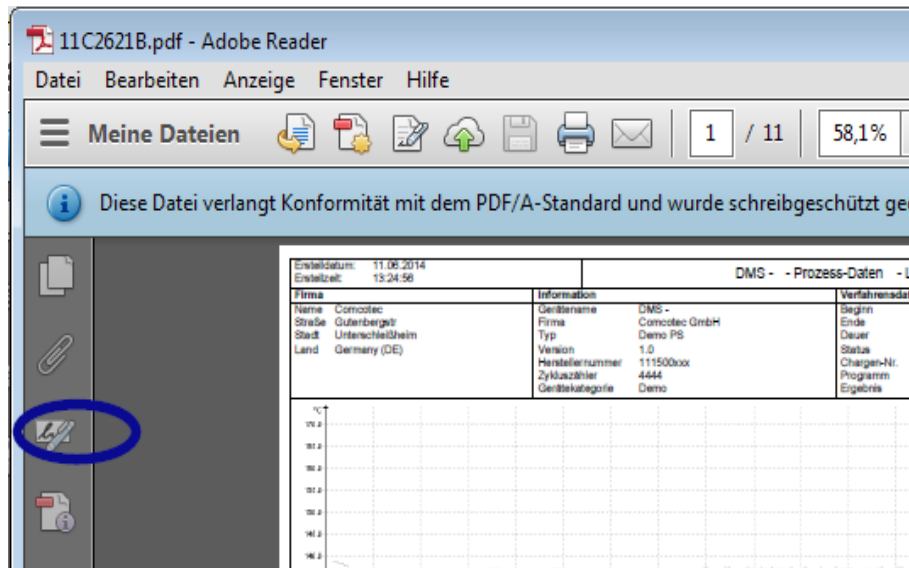 11C2621B.pdf - Adobe Reader
Datei Bearbeiten Anzeige Fenster Hilfe
Meine Dateien 1 / 11 58,1%
Diese Datei verlangt Konformität mit dem PDF/A-Standard und wurde schreibgeschützt ge
Erstelldatum: 11.06.2014
Erstellzeit: 13:24:56
DMS - - Prozess-Daten - L
Firma Information Verfahrensdat
Name Comcotec Gerätename DMS - Beginn
Straße Gutenbergstr Firma Comcotec GmbH Ende
Stadt Unterschleißheim Typ Demo PS Dauer
Land Germany (DE) Version 1.0 Status
Herstellernummer 111500xxx Chargen-Nr.
Zykluszähler 4444 Programm
Gerätekategorie Demo Ergebnis
°C